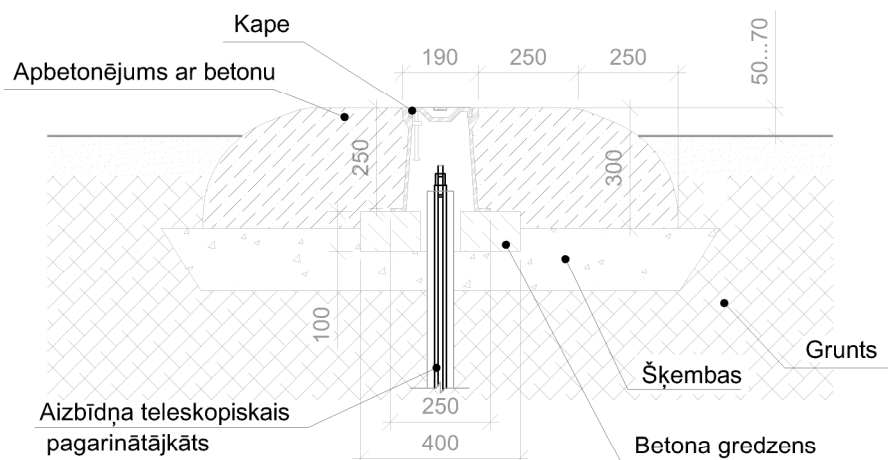 Kape
190
250
250
50...70
Apbetonējums ar betonu
250
300
100
Grunts
Šķembas
Aizbīdņa teleskopiskais
pagarinātājkāts
250
400
Betona gredzens